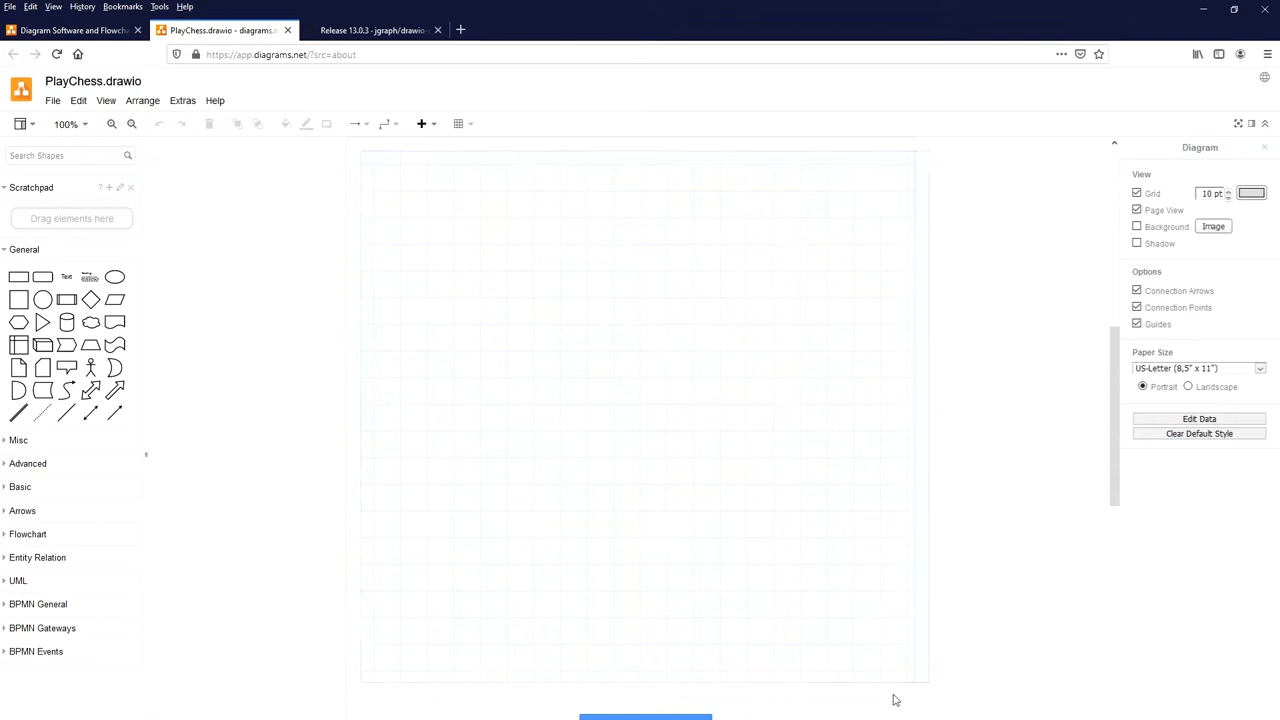 File Edit View History Bookmarks Tools Help
Diagram Software and Flowcha
PlayChess.drawio - diagrams.n
Release 13.0.3 · jgraph/drawio-
https://app.diagrams.net/?src=about
PlayChess.drawio
File Edit View Arrange Extras Help
100%
Search Shapes
Scratchpad
?
Drag elements here
General
Text
Misc
Advanced
Basic
Arrows
Flowchart
Entity Relation
UML
BPMN General
BPMN Gateways
BPMN Events
Diagram
View
Grid 10 pt
Page View
Background Image
Shadow
Options
Connection Arrows
Connection Points
Guides
Paper Size
US-Letter (8,5" x 11")
Portrait Landscape
Edit Data
Clear Default Style